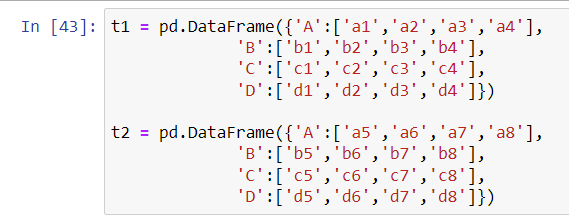 In [43]: t1 = pd.DataFrame({'A':['a1','a2','a3','a4'],
'B':['b1','b2','b3','b4'],
'C':['c1','c2','c3','c4'],
'D':['d1','d2','d3','d4']})
t2 = pd.DataFrame({'A':['a5','a6','a7','a8'],
'B':['b5','b6','b7','b8'],
'C':['c5','c6','c7','c8'],
'D':['d5','d6','d7','d8']})